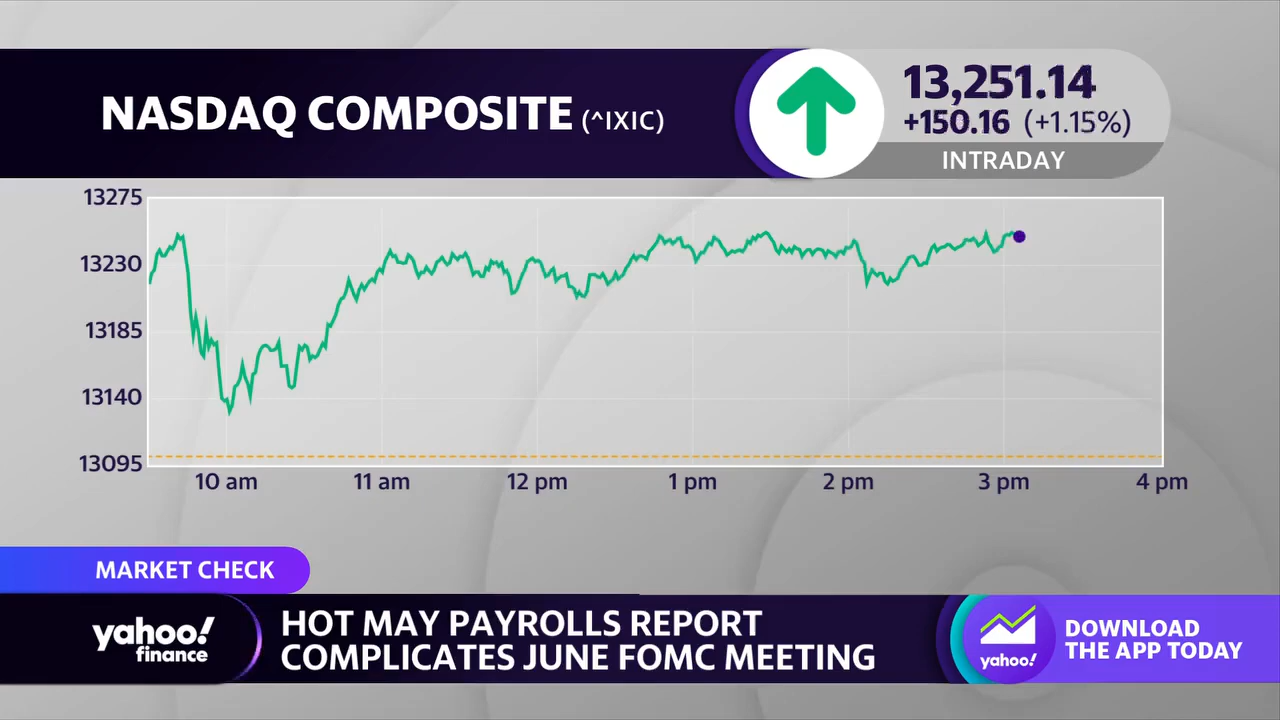 NASDAQ COMPOSITE (^IXIC)
13,251.14
+150.16 (+1.15%)
INTRADAY
13275
13230
13185
13140
13095
10 am 11 am 12 pm 1 pm 2 pm 3 pm 4 pm
MARKET CHECK
yahoo!
finance
HOT MAY PAYROLLS REPORT
COMPLICATES JUNE FOMC MEETING
yahoo!
DOWNLOAD
THE APP TODAY